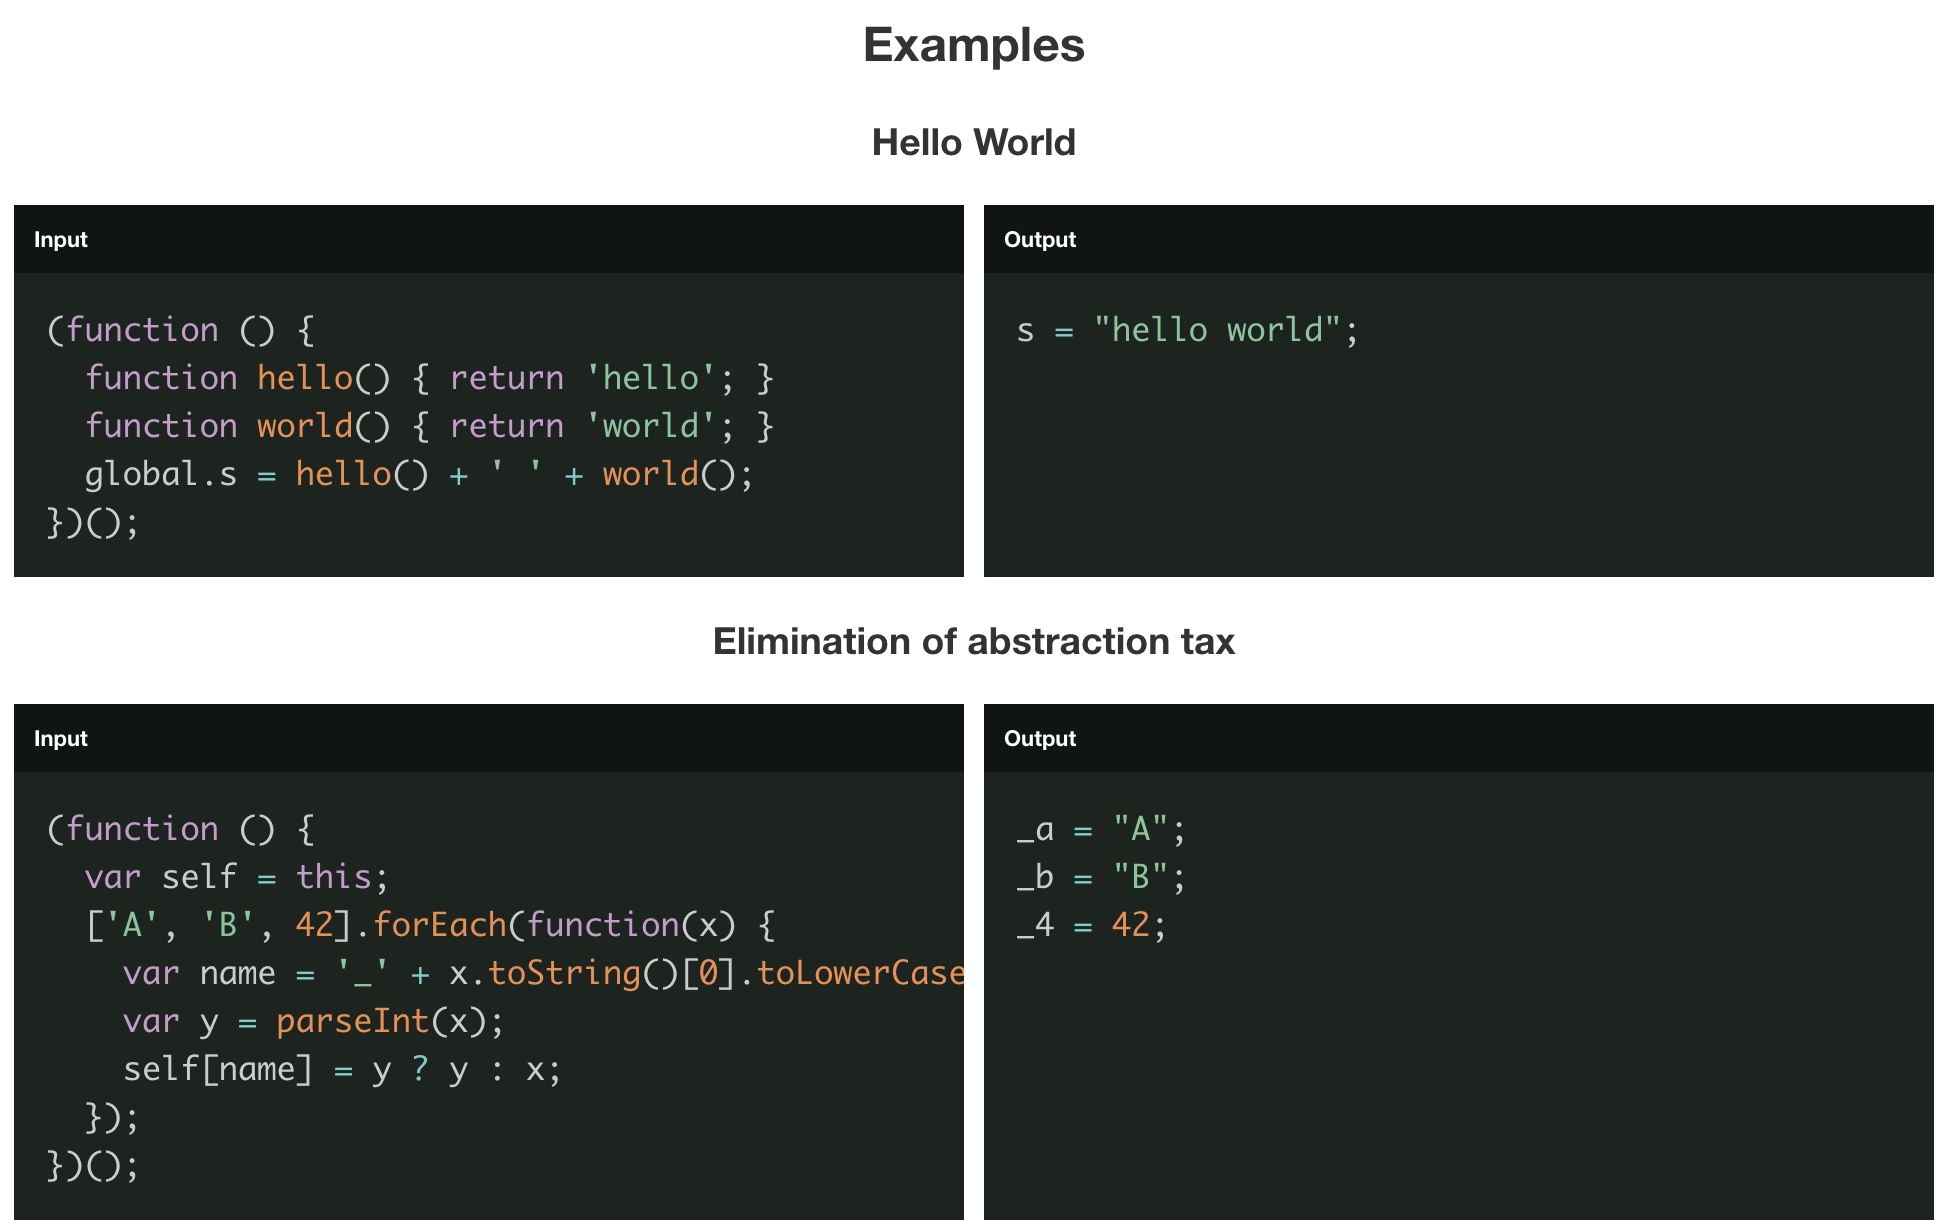 Examples
Hello World
Input
(function () {
  function hello() { return 'hello'; }
  function world() { return 'world'; }
  global.s = hello() + ' ' + world();
})();
Output
s = "hello world";
Elimination of abstraction tax
Input
(function () {
  var self = this;
  ['A', 'B', 42].forEach(function(x) {
    var name = '_' + x.toString()[0].toLowerCase
    var y = parseInt(x);
    self[name] = y ? y : x;
  });
})();
Output
_a = "A";
_b = "B";
_4 = 42;